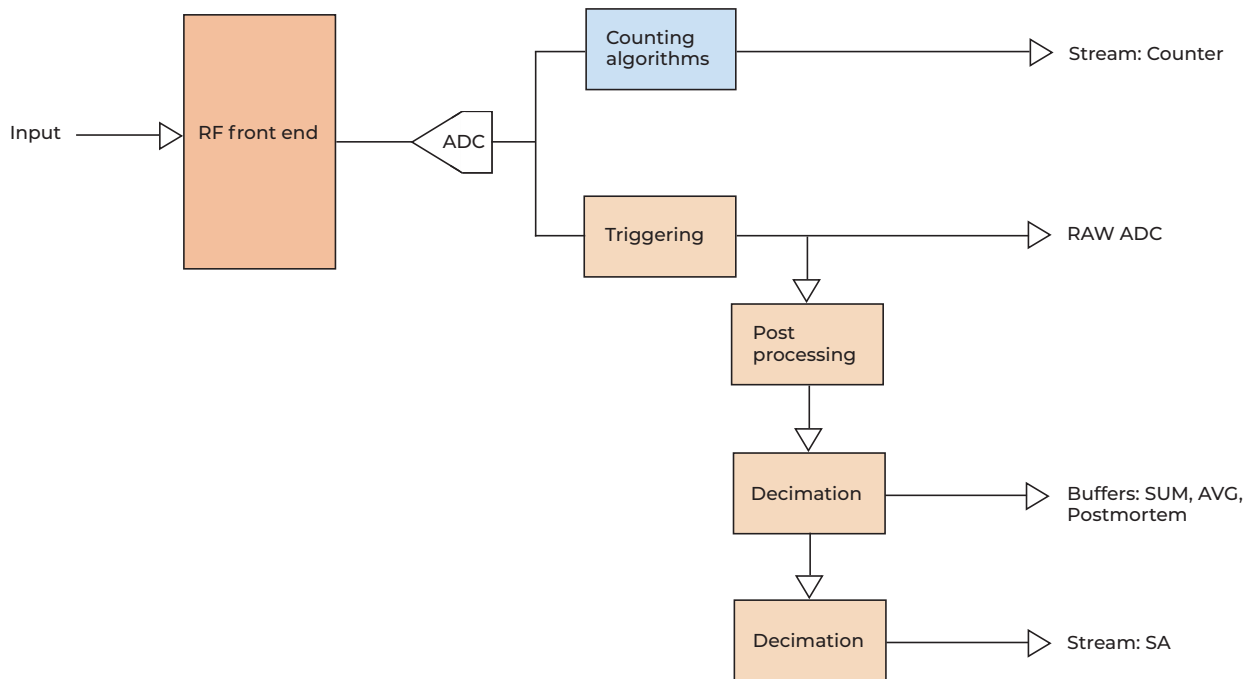 Counting
algorithms
Stream: Counter
Input
RF front end
ADC
Triggering
RAW ADC
Post
processing
Decimation
Buffers: SUM, AVG,
Postmortem
Decimation
Stream: SA